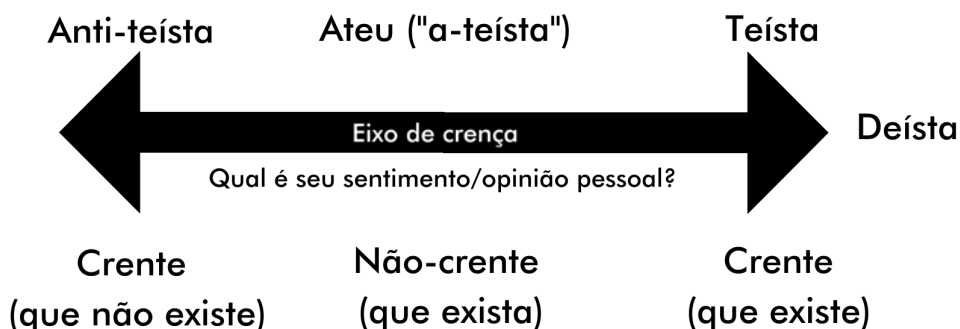 Anti-teísta Ateu ("a-teísta") Teísta
Eixo de crença
Deísta
Qual é seu sentimento/opinião pessoal?
Crente Não-crente Crente
(que não existe) (que exista) (que existe)